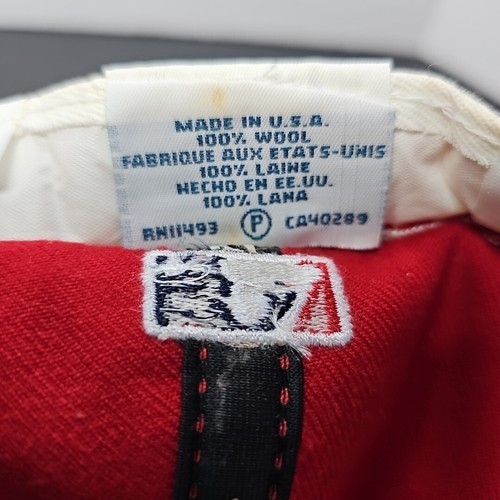 MADE IN U.S.A.
100% WOOL
FABRIQUE AUX ETATS-UNIS
100% LAINE
HECHO EN EE.UU.
100% LANA
RN11493 P CA40289